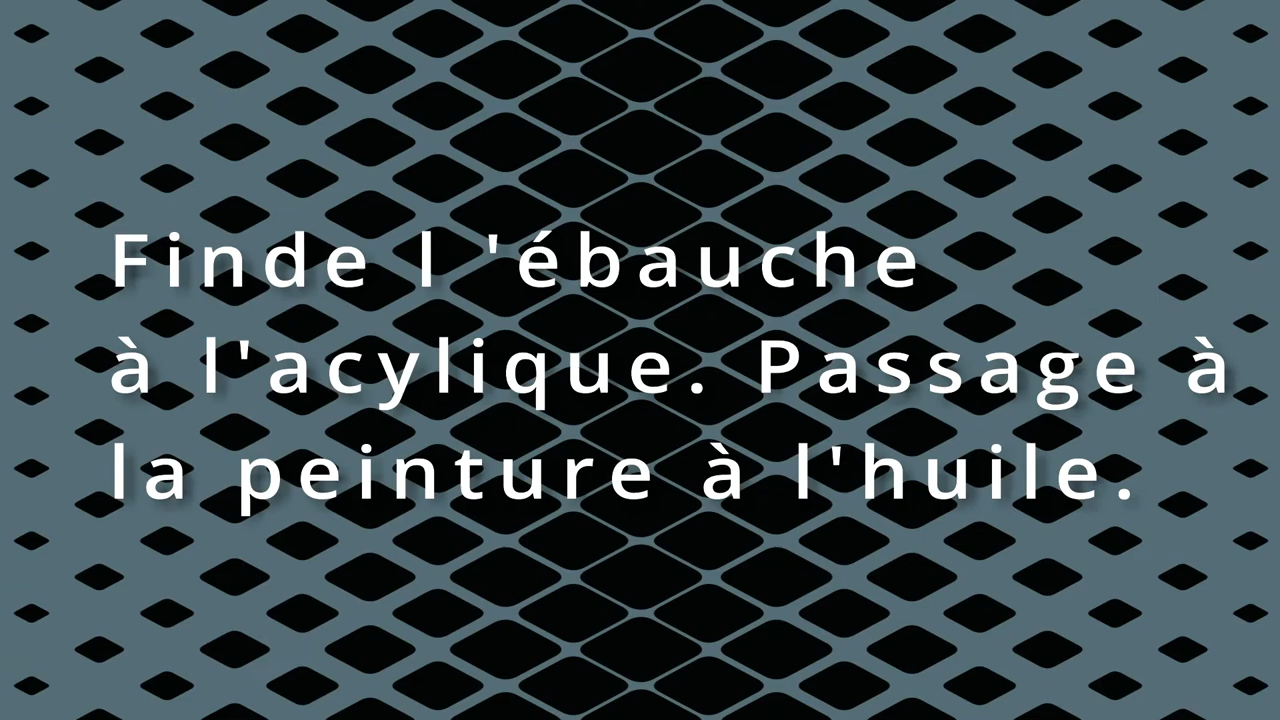 Finde l 'ébauche
à l'acylique. Passage à
la peinture à l'huile.